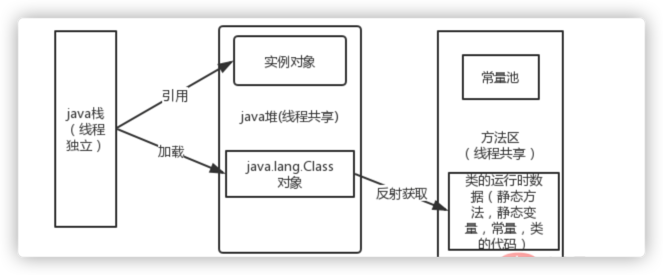 java栈
（线程
独立）
引用
加载
实例对象
java堆(线程共享)
java.lang.Class
对象
反射获取
常量池
方法区
（线程共享）
类的运行时数
据（静态方
法，静态变
量，常量，类
的代码）